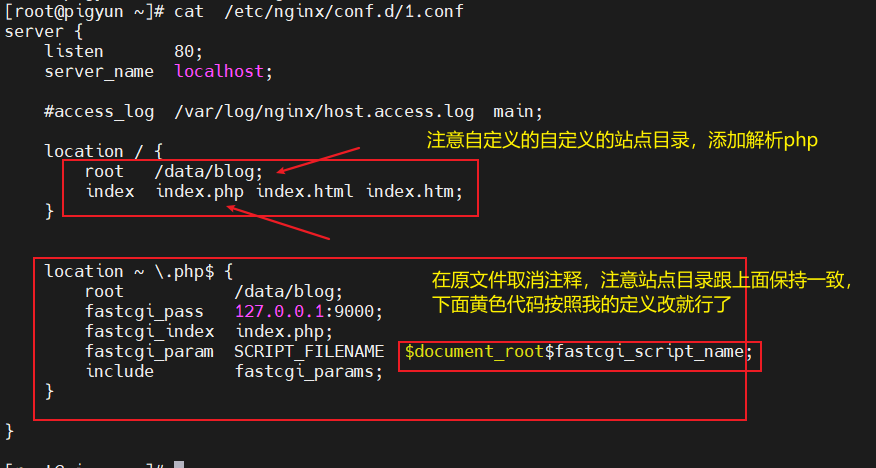 [root@pigyun ~]# cat  /etc/nginx/conf.d/1.conf
server {
    listen       80;
    server_name  localhost;
    #access_log  /var/log/nginx/host.access.log  main;
注意自定义的自定义的站点目录，添加解析php
    location / {
        root   /data/blog;
        index  index.php index.html index.htm;
    }
    location ~ \.php$ {
在原文件取消注释，注意站点目录跟上面保持一致，
下面黄色代码按照我的定义改就行了
        root           /data/blog;
        fastcgi_pass   127.0.0.1:9000;
        fastcgi_index  index.php;
        fastcgi_param  SCRIPT_FILENAME  $document_root$fastcgi_script_name;
        include        fastcgi_params;
    }
}